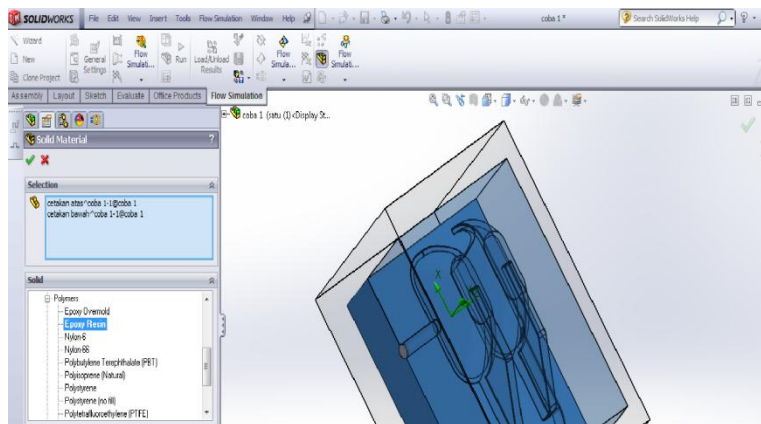 SOLIDWORKS File Edit View Insert Tools Flow Simulation Window Help coba 1 * Search SolidWorks Help
Wizard
New
Clone Project
General Settings
Flow Simulati...
Run
Load/Unload Results
Flow Simula...
Flow Simulati...
Assembly Layout Sketch Evaluate Office Products Flow Simulation
coba 1 (satu (1)<Display St...
Solid Material ?
Selection
cetakan atas^coba 1-1@coba 1
cetakan bawah^coba 1-1@coba 1
Solid
Polymers
Epoxy Overmold
Epoxy Resin
Nylon-6
Nylon-66
Polybutylene Terephthalate (PBT)
Polyisoprene (Natural)
Polystyrene
Polystyrene (no fill)
Polytetrafluoroethylene (PTFE)
X